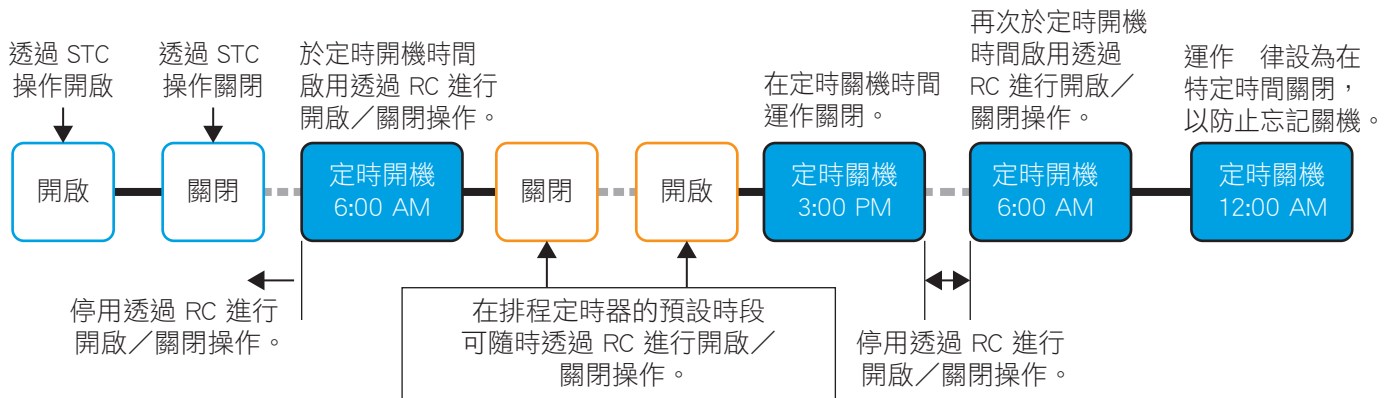 透過 STC
操作開啟
透過 STC
操作關閉
於定時開機時間
啟用透過 RC 進行
開啟／關閉操作。
在定時關機時間
運作關閉。
再次於定時開機
時間啟用透過
RC 進行開啟／
關閉操作。
運作 律設為在
特定時間關閉，
以防止忘記關機。
開啟
關閉
定時開機
6:00 AM
關閉
開啟
定時關機
3:00 PM
定時開機
6:00 AM
定時關機
12:00 AM
停用透過 RC 進行
開啟／關閉操作。
在排程定時器的預設時段
可隨時透過 RC 進行開啟／
關閉操作。
停用透過 RC 進行
開啟／關閉操作。